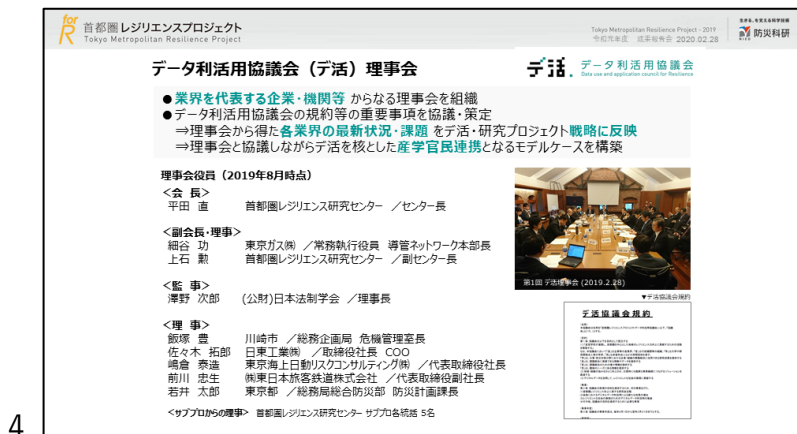 for
R 首都圏レジリエンスプロジェクト
Tokyo Metropolitan Resilience Project
Tokyo Metropolitan Resilience Project - 2019
令和元年度 成果報告会 2020.02.28
生きる、を支える科学技術
NIED 防災科研
データ利活用協議会(デ活)理事会
デ活. データ利活用協議会
Data use and application council for Resilience
●業界を代表する企業・機関等 からなる理事会を組織
●データ利活用協議会の規約等の重要事項を協議・策定
⇒理事会から得た各業界の最新状況・課題 をデ活・研究プロジェクト戦略に反映
⇒理事会と協議しながらデ活を核とした産学官民連携となるモデルケースを構築
理事会役員(2019年8月時点)
<会 長>
平田 直 首都圏レジリエンス研究センター /センター長
<副会長・理事>
細谷 功 東京ガス㈱ /常務執行役員 導管ネットワーク本部長
上石 勲 首都圏レジリエンス研究センター /副センター長
<監 事>
澤野 次郎 (公財)日本法制学会 /理事長
<理 事>
飯塚 豊 川崎市 /総務企画局 危機管理室長
佐々木 拓郎 日東工業㈱ /取締役社長 COO
嶋倉 泰造 東京海上日動リスクコンサルティング㈱ /代表取締役社長
前川 忠生 ㈱東日本旅客鉄道株式会社 /代表取締役副社長
若井 太郎 東京都 /総務局総合防災部 防災計画課長
<サブプロからの理事> 首都圏レジリエンス研究センター サブプロ各統括 5名
第1回 デ活理事会 (2019.2.28)
▼デ活協議会規約
デ活協議会規約
4